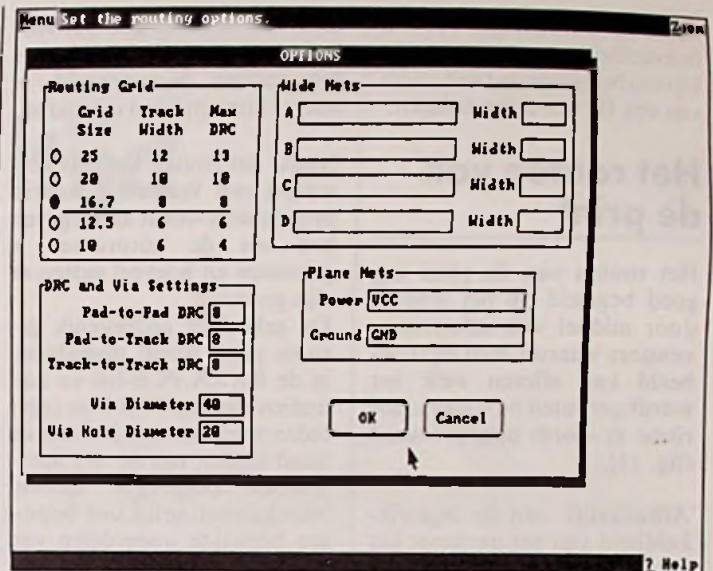 Menu Set the routing options.
Zoom
OPTIONS
Routing Grid
Grid Size Track Width Max DRC
25 12 13
20 10 10
16.7 8 8
12.5 6 6
10 6 4
DRC and Via Settings
Pad-to-Pad DRC 8
Pad-to-Track DRC 8
Track-to-Track DRC 8
Via Diameter 40
Via Hole Diameter 20
Wide Nets
A Width
B Width
C Width
D Width
Plane Nets
Power VCC
Ground GND
OK Cancel
? Help